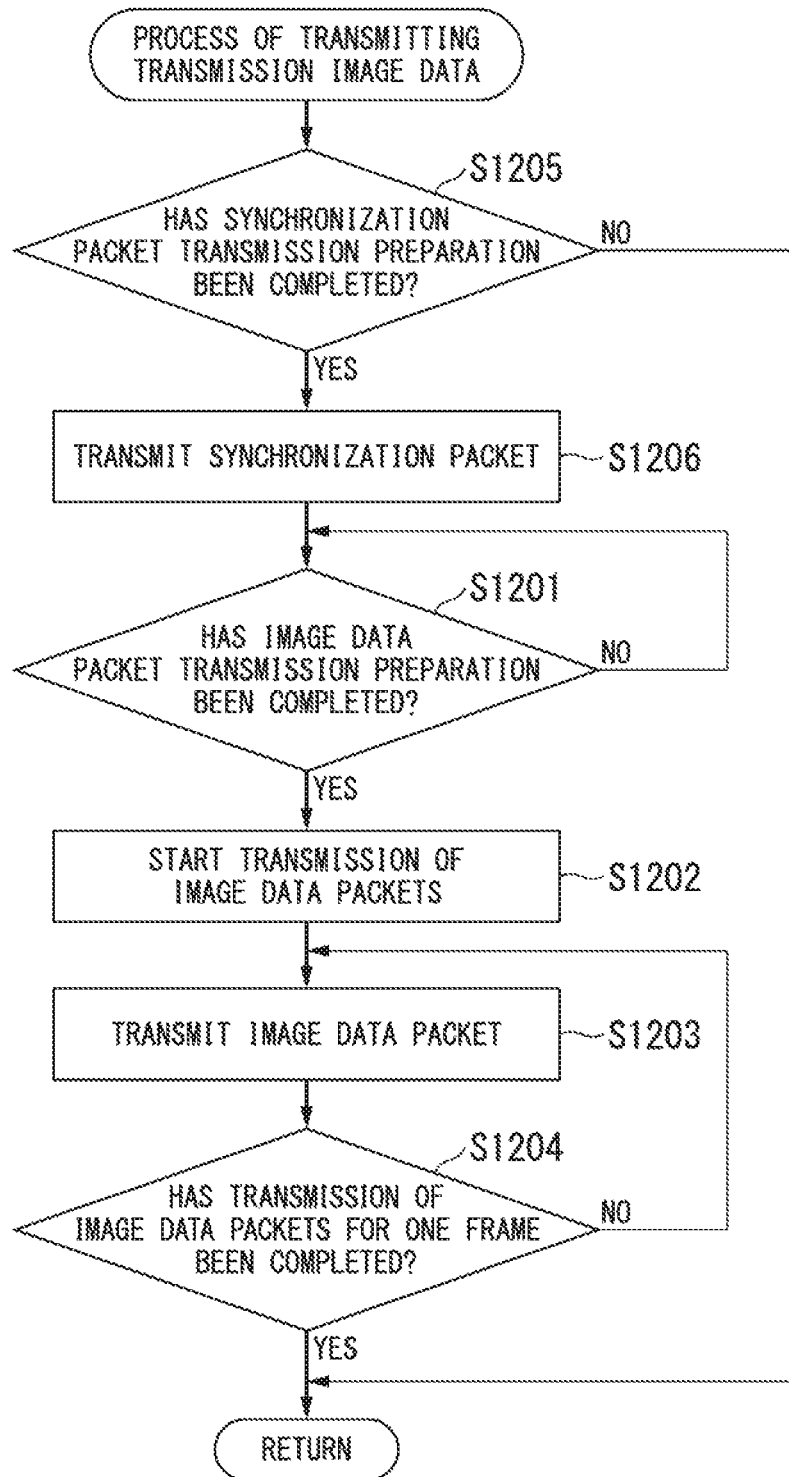 PROCESS OF TRANSMITTING
TRANSMISSION IMAGE DATA
S1205
HAS SYNCHRONIZATION
PACKET TRANSMISSION PREPARATION
BEEN COMPLETED?
NO
YES
TRANSMIT SYNCHRONIZATION PACKET
S1206
S1201
HAS IMAGE DATA
PACKET TRANSMISSION PREPARATION
BEEN COMPLETED?
NO
YES
START TRANSMISSION OF
IMAGE DATA PACKETS
S1202
TRANSMIT IMAGE DATA PACKET
S1203
S1204
HAS TRANSMISSION OF
IMAGE DATA PACKETS FOR ONE FRAME
BEEN COMPLETED?
NO
YES
RETURN